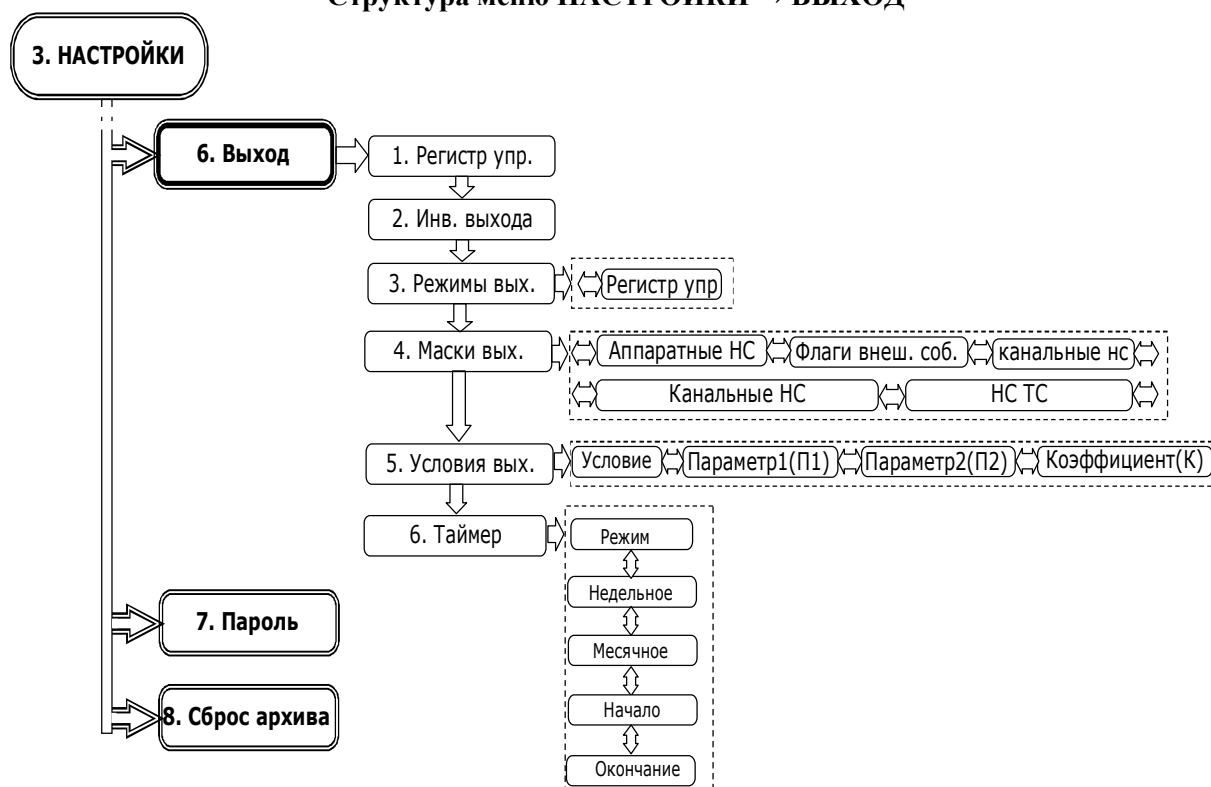 Структура меню НАСТРОЙКИ → ВЫХОД
3. НАСТРОЙКИ
6. Выход
1. Регистр упр.
2. Инв. выхода
3. Режимы вых.
Регистр упр
4. Маски вых.
Аппаратные НС
Флаги внеш. соб.
канальные нс
Канальные НС
НС ТС
5. Условия вых.
Условие
Параметр1(П1)
Параметр2(П2)
Коэффициент(К)
6. Таймер
Режим
Недельное
Месячное
Начало
Окончание
7. Пароль
8. Сброс архива